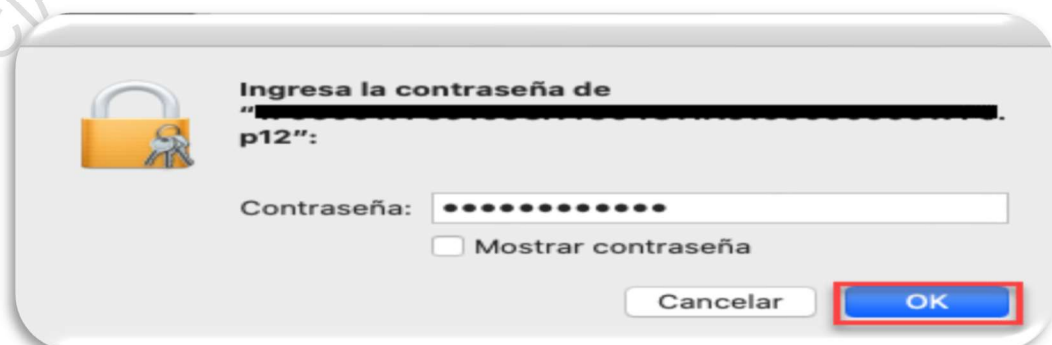 Ingresa la contraseña de
“.
p12”:
Contraseña: ••••••••••••
Mostrar contraseña
Cancelar OK